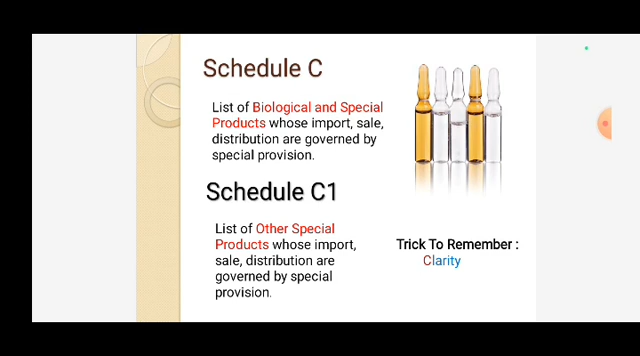 Schedule C
List of Biological and Special
Products whose import, sale,
distribution are governed by
special provision.
Schedule C1
List of Other Special
Products whose import,
sale, distribution are
governed by special
provision.
Trick To Remember :
Clarity